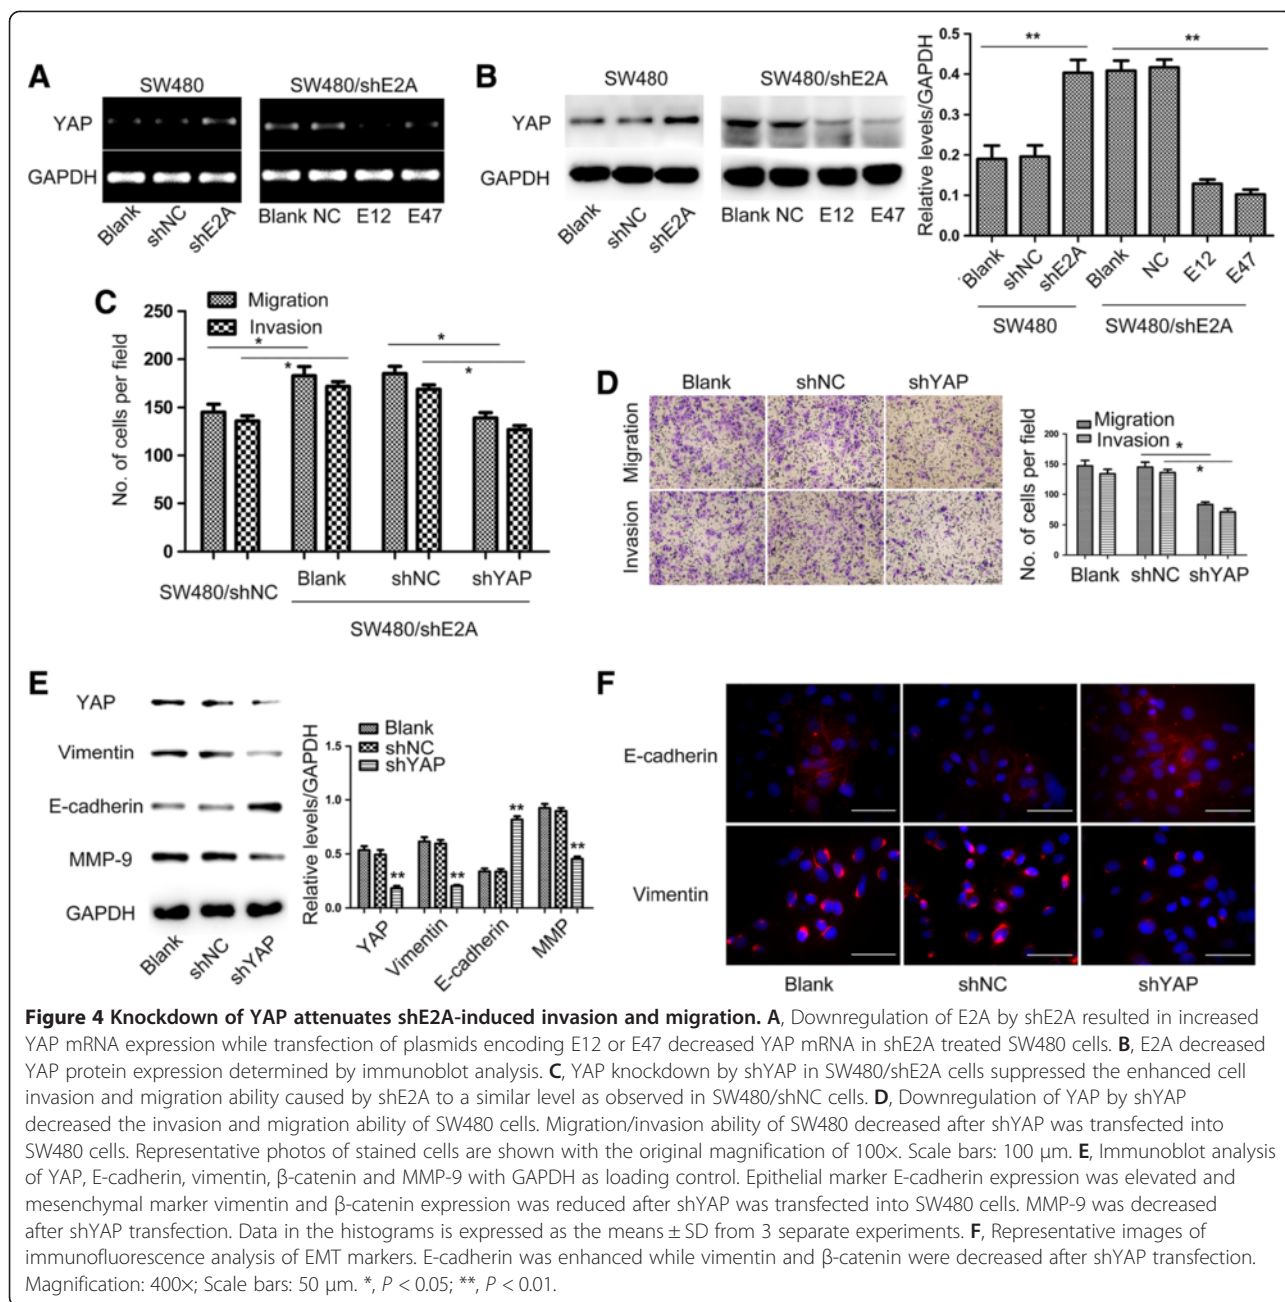 A
SW480
SW480/shE2A
YAP
GAPDH
Blank
shNC
shE2A
Blank NC E12 E47
B
SW480
SW480/shE2A
YAP
GAPDH
Blank
shNC
shE2A
Blank NC E12 E47
Relative levels/GAPDH
0.5
0.4
0.3
0.2
0.1
0.0
**
**
Blank
shNC
shE2A
Blank
NC
E12
E47
SW480
SW480/shE2A
C
Migration
Invasion
No. of cells per field
250
200
150
100
50
0
*
*
*
*
SW480/shNC
Blank
shNC
shYAP
SW480/shE2A
D
Blank
shNC
shYAP
Migration
Invasion
Migration
Invasion
No. of cells per field
200
150
100
50
0
*
*
Blank shNC shYAP
E
YAP
Vimentin
E-cadherin
MMP-9
GAPDH
Blank
shNC
shYAP
Blank
shNC
shYAP
Relative levels/GAPDH
1.5
1.0
0.5
0.0
**
**
**
**
YAP
Vimentin
E-cadherin
MMP
F
E-cadherin
Vimentin
Blank
shNC
shYAP
Figure 4 Knockdown of YAP attenuates shE2A-induced invasion and migration. A, Downregulation of E2A by shE2A resulted in increased
YAP mRNA expression while transfection of plasmids encoding E12 or E47 decreased YAP mRNA in shE2A treated SW480 cells. B, E2A decreased
YAP protein expression determined by immunoblot analysis. C, YAP knockdown by shYAP in SW480/shE2A cells suppressed the enhanced cell
invasion and migration ability caused by shE2A to a similar level as observed in SW480/shNC cells. D, Downregulation of YAP by shYAP
decreased the invasion and migration ability of SW480 cells. Migration/invasion ability of SW480 decreased after shYAP was transfected into
SW480 cells. Representative photos of stained cells are shown with the original magnification of 100×. Scale bars: 100 μm. E, Immunoblot analysis
of YAP, E-cadherin, vimentin, β-catenin and MMP-9 with GAPDH as loading control. Epithelial marker E-cadherin expression was elevated and
mesenchymal marker vimentin and β-catenin expression was reduced after shYAP was transfected into SW480 cells. MMP-9 was decreased
after shYAP transfection. Data in the histograms is expressed as the means ± SD from 3 separate experiments. F, Representative images of
immunofluorescence analysis of EMT markers. E-cadherin was enhanced while vimentin and β-catenin were decreased after shYAP transfection.
Magnification: 400×; Scale bars: 50 μm. *, P < 0.05; **, P < 0.01.